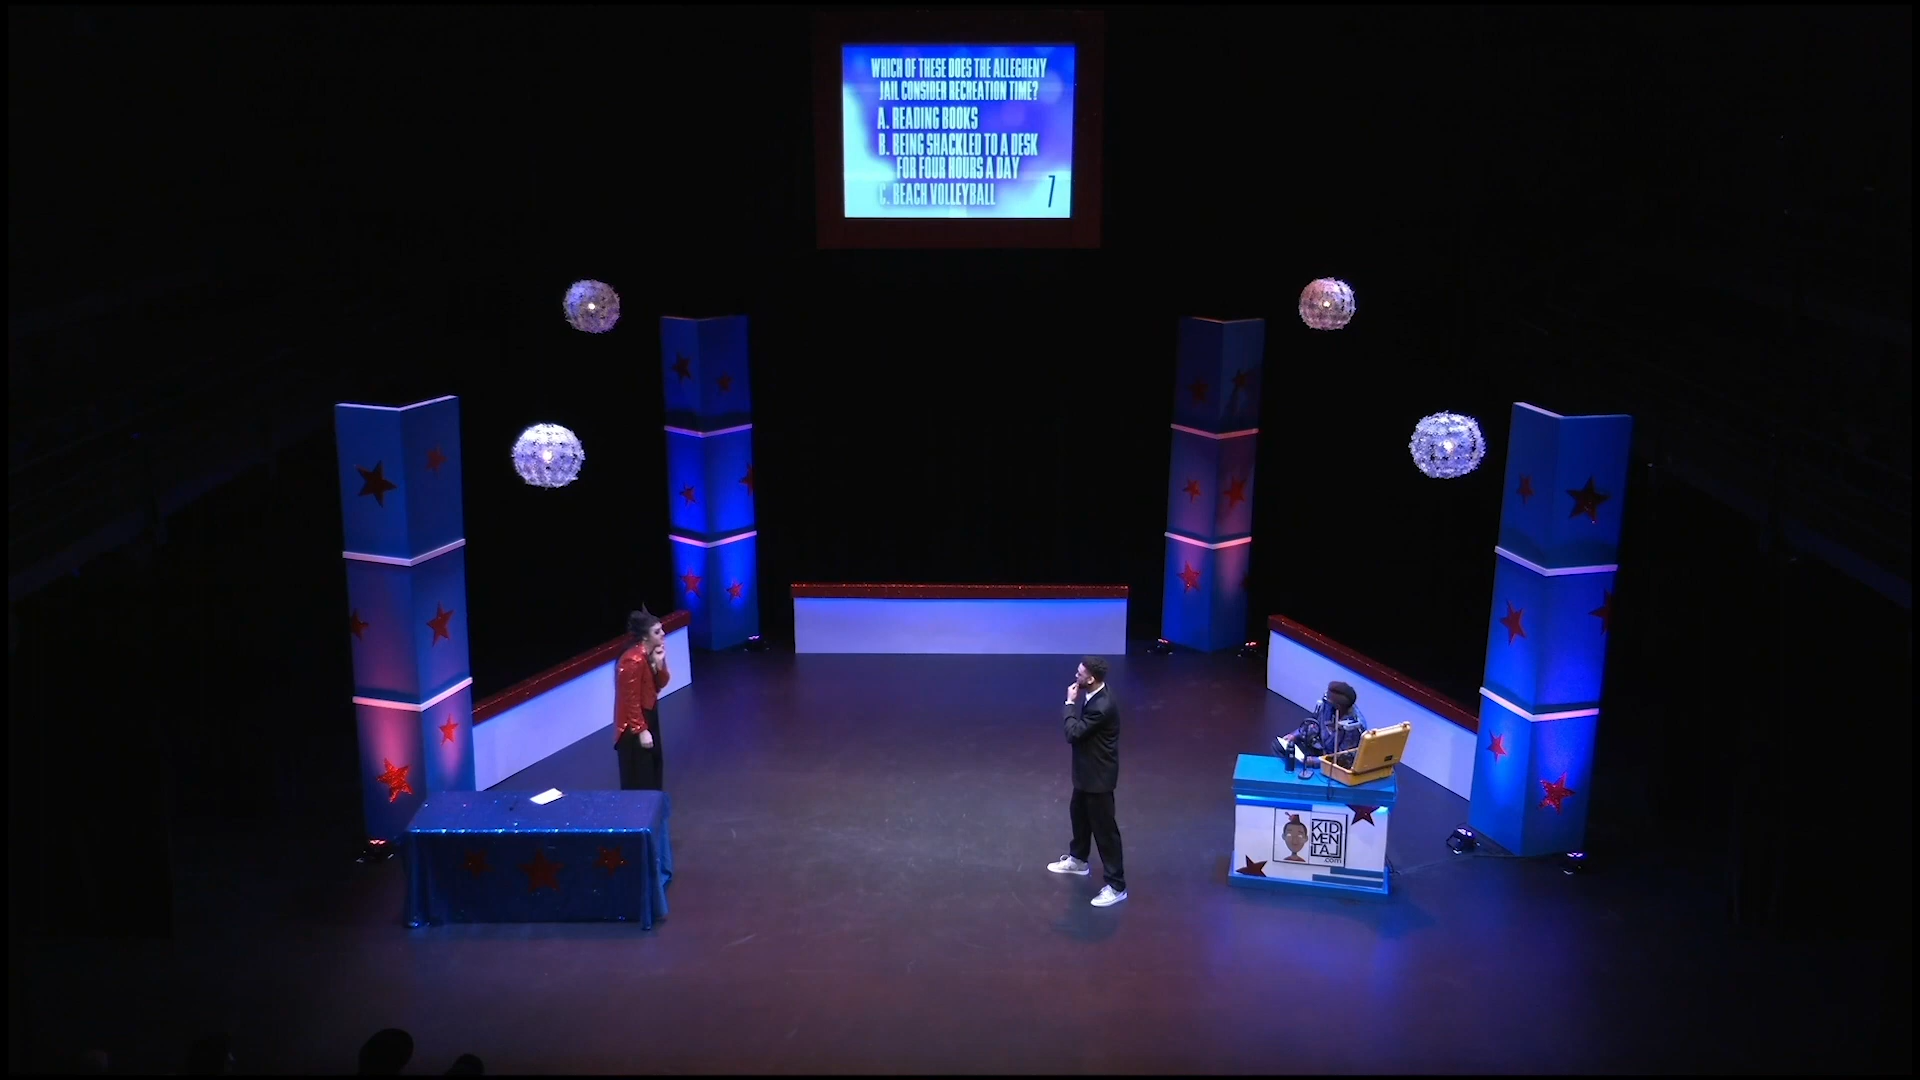 WHICH OF THESE DOES THE ALLEGHENY
JAIL CONSIDER RECREATION TIME?
A. READING BOOKS
B. BEING SHACKLED TO A DESK
FOR FOUR HOURS A DAY
C. BEACH VOLLEYBALL
7
KID
MEN
TAL
.com